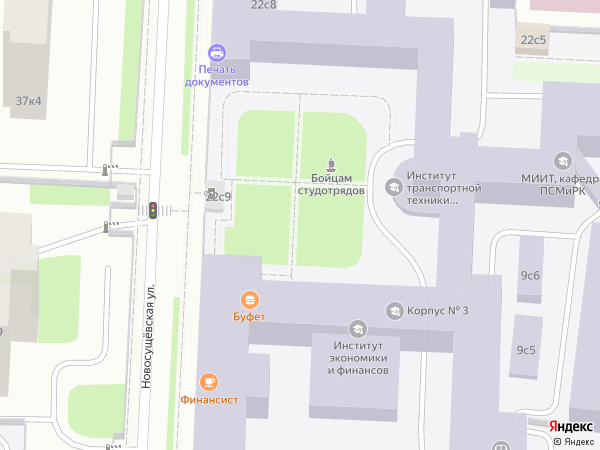 22с8
22с5
Печать
документов
37к4
Бойцам
студотрядов
Институт
транспортной
техники...
МИИТ, кафедра
ПСМиРК
22с9
9с6
Новосущёвская ул.
Буфет
Корпус № 3
9
Институт
экономики
и финансов
9с5
Финансист
Яндекс
© Яндекс